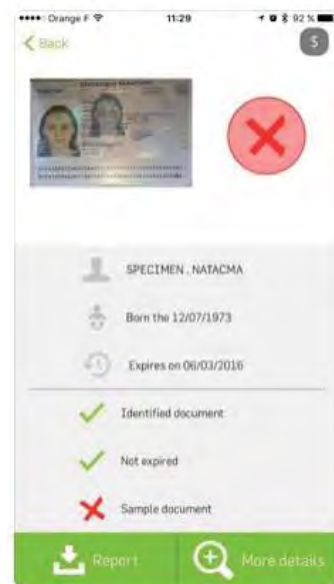 Orange F 11:29 92 %
Back $
SPECIMEN . NATACMA
Born the 12/07/1973
Expires on 06/03/2016
Identified document
Not expired
Sample document
Report More details